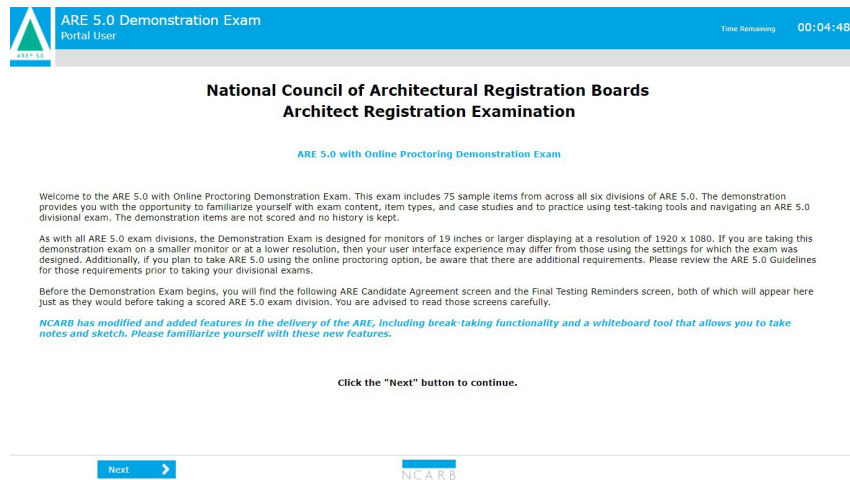 ARE 5.0 Demonstration Exam
Portal User
Time Remaining 00:04:48
ARE® 5.0
National Council of Architectural Registration Boards
Architect Registration Examination
ARE 5.0 with Online Proctoring Demonstration Exam
Welcome to the ARE 5.0 with Online Proctoring Demonstration Exam. This exam includes 75 sample items from across all six divisions of ARE 5.0. The demonstration
provides you with the opportunity to familiarize yourself with exam content, item types, and case studies and to practice using test-taking tools and navigating an ARE 5.0
divisional exam. The demonstration items are not scored and no history is kept.
As with all ARE 5.0 exam divisions, the Demonstration Exam is designed for monitors of 19 inches or larger displaying at a resolution of 1920 x 1080. If you are taking this
demonstration exam on a smaller monitor or at a lower resolution, then your user interface experience may differ from those using the settings for which the exam was
designed. Additionally, if you plan to take ARE 5.0 using the online proctoring option, be aware that there are additional requirements. Please review the ARE 5.0 Guidelines
for those requirements prior to taking your divisional exams.
Before the Demonstration Exam begins, you will find the following ARE Candidate Agreement screen and the Final Testing Reminders screen, both of which will appear here
just as they would before taking a scored ARE 5.0 exam division. You are advised to read those screens carefully.
NCARB has modified and added features in the delivery of the ARE, including break-taking functionality and a whiteboard tool that allows you to take
notes and sketch. Please familiarize yourself with these new features.
Click the "Next" button to continue.
Next
NCARB